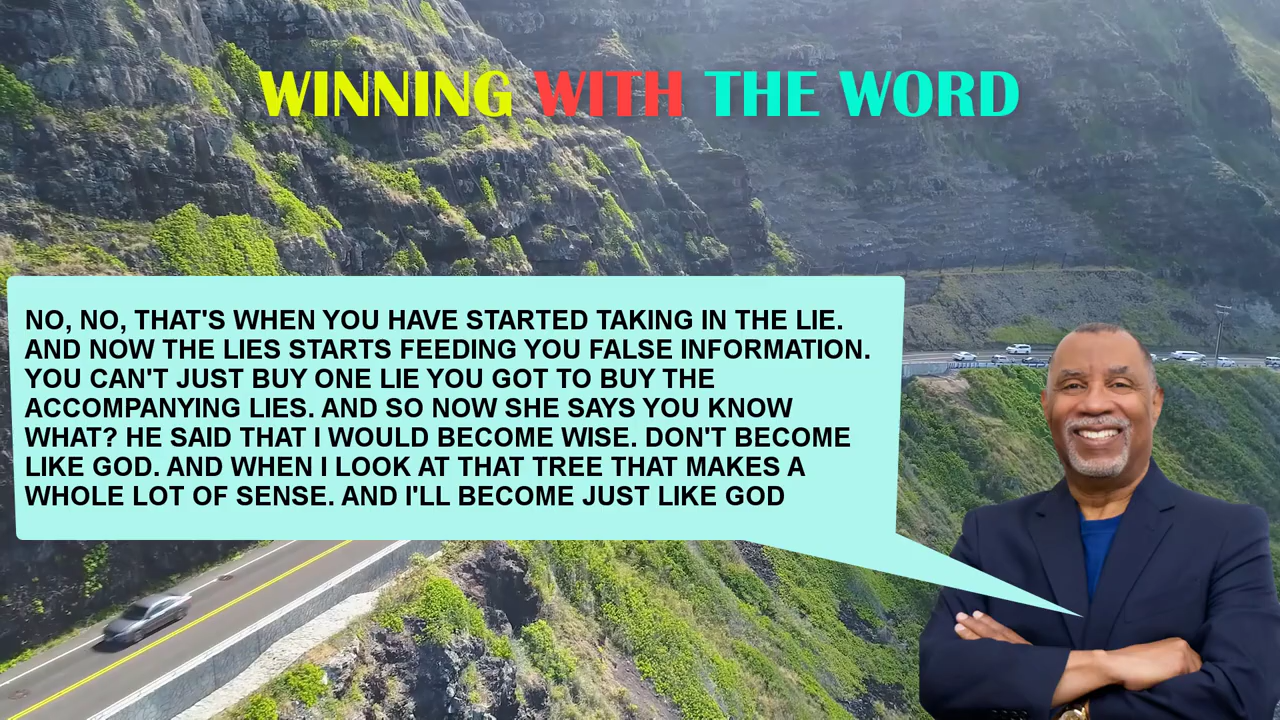 WINNING WITH THE WORD
NO, NO, THAT'S WHEN YOU HAVE STARTED TAKING IN THE LIE.
AND NOW THE LIES STARTS FEEDING YOU FALSE INFORMATION.
YOU CAN'T JUST BUY ONE LIE YOU GOT TO BUY THE
ACCOMPANYING LIES. AND SO NOW SHE SAYS YOU KNOW
WHAT? HE SAID THAT I WOULD BECOME WISE. DON'T BECOME
LIKE GOD. AND WHEN I LOOK AT THAT TREE THAT MAKES A
WHOLE LOT OF SENSE. AND I'LL BECOME JUST LIKE GOD